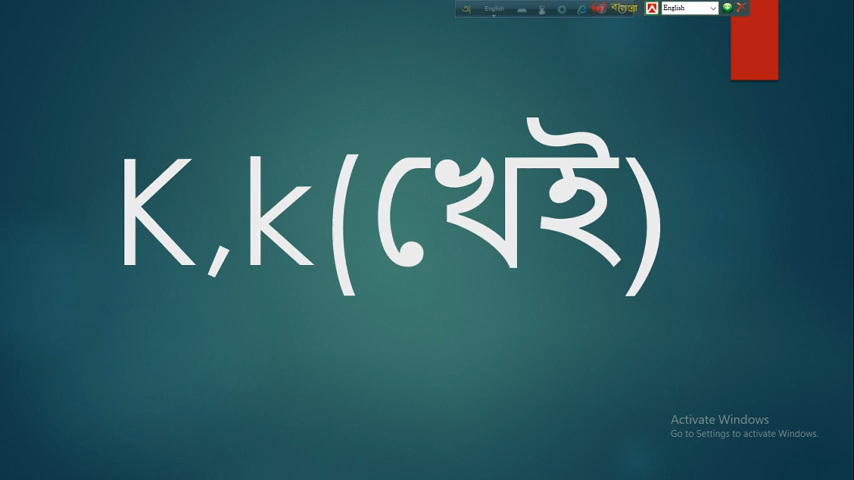 English
English
K,k(খেই)
Activate Windows
Go to Settings to activate Windows.